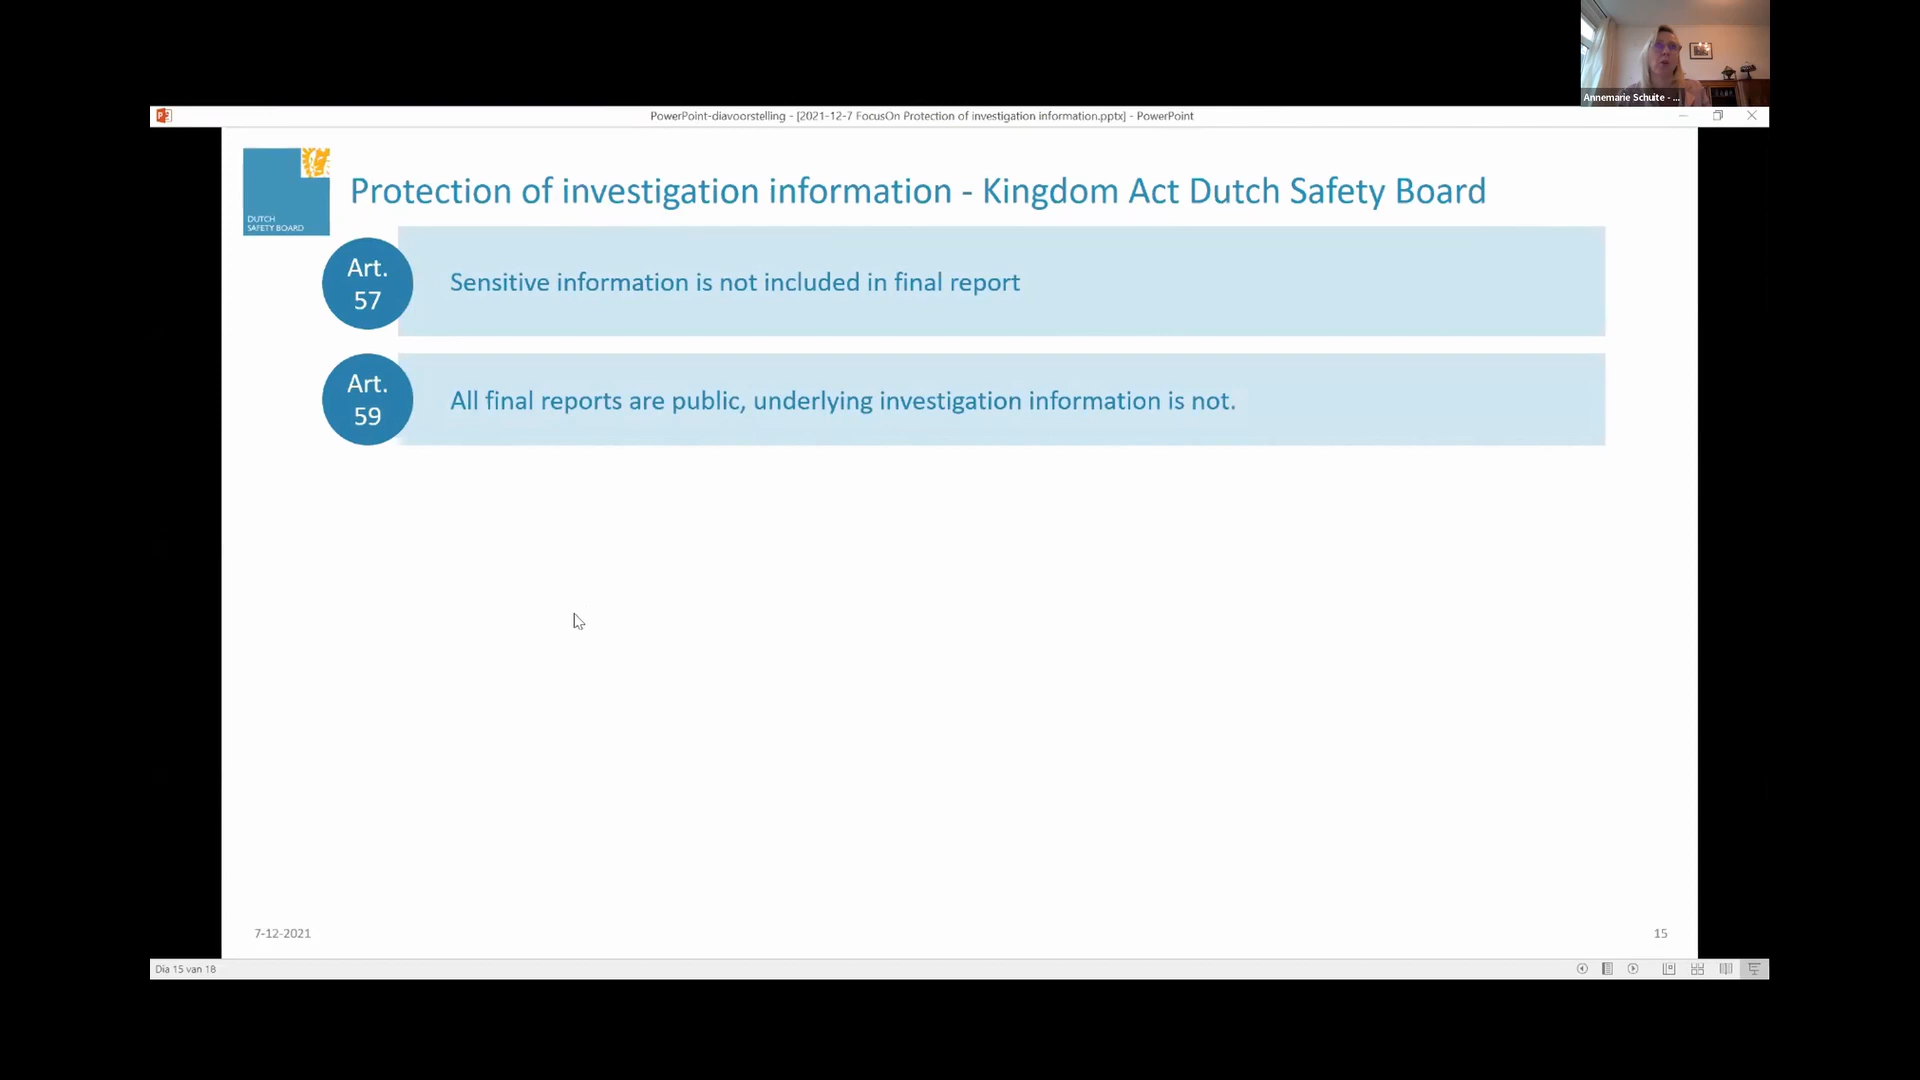 Annemarie Schuite - ...
PowerPoint-diavoorstelling - [2021-12-7 FocusOn Protection of investigation information.pptx] - PowerPoint
DUTCH
SAFETY BOARD
Protection of investigation information - Kingdom Act Dutch Safety Board
Art.
57
Sensitive information is not included in final report
Art.
59
All final reports are public, underlying investigation information is not.
7-12-2021
15
Dia 15 van 18